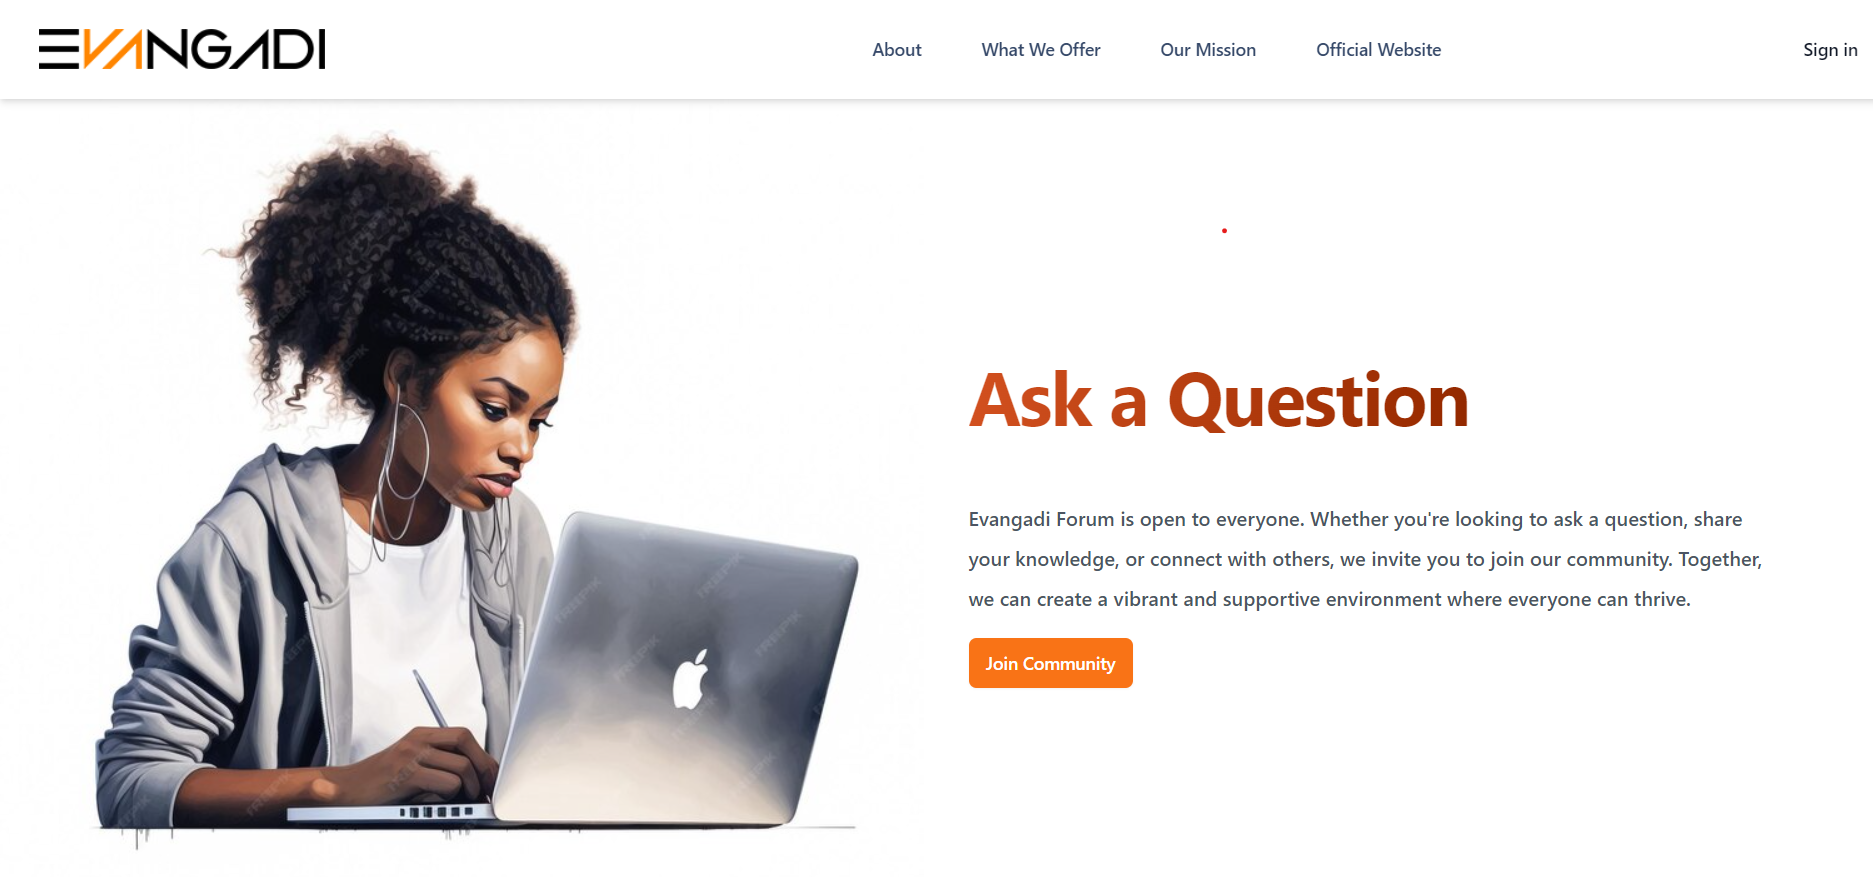 EVANGADI
About
What We Offer
Our Mission
Official Website
Sign in
Ask a Question
Evangadi Forum is open to everyone. Whether you're looking to ask a question, share
your knowledge, or connect with others, we invite you to join our community. Together,
we can create a vibrant and supportive environment where everyone can thrive.
Join Community
FREEPIK